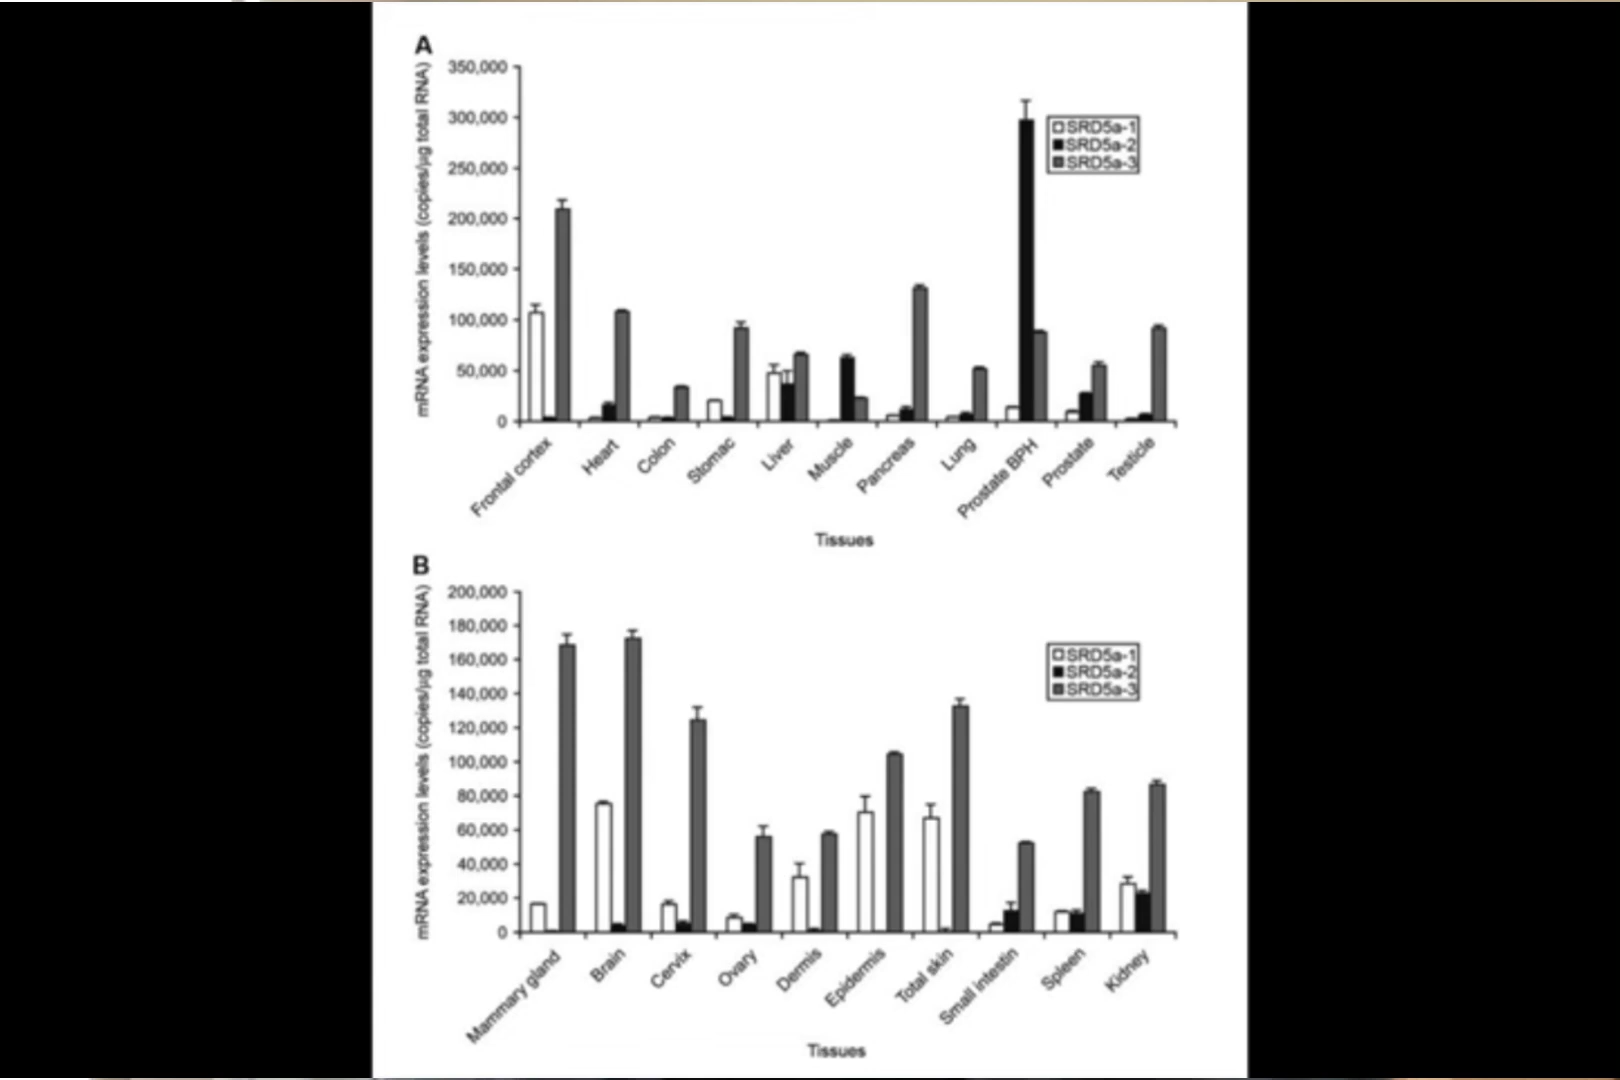 A
mRNA expression levels (copies/µg total RNA)
350,000
300,000
250,000
200,000
150,000
100,000
50,000
0
SRD5a-1
SRD5a-2
SRD5a-3
Frontal cortex
Heart
Colon
Stomac
Liver
Muscle
Pancreas
Lung
Prostate BPH
Prostate
Testicle
Tissues
B
mRNA expression levels (copies/µg total RNA)
200,000
180,000
160,000
140,000
120,000
100,000
80,000
60,000
40,000
20,000
0
SRD5a-1
SRD5a-2
SRD5a-3
Mammary gland
Brain
Cervix
Ovary
Dermis
Epidermis
Total skin
Small intestin
Spleen
Kidney
Tissues